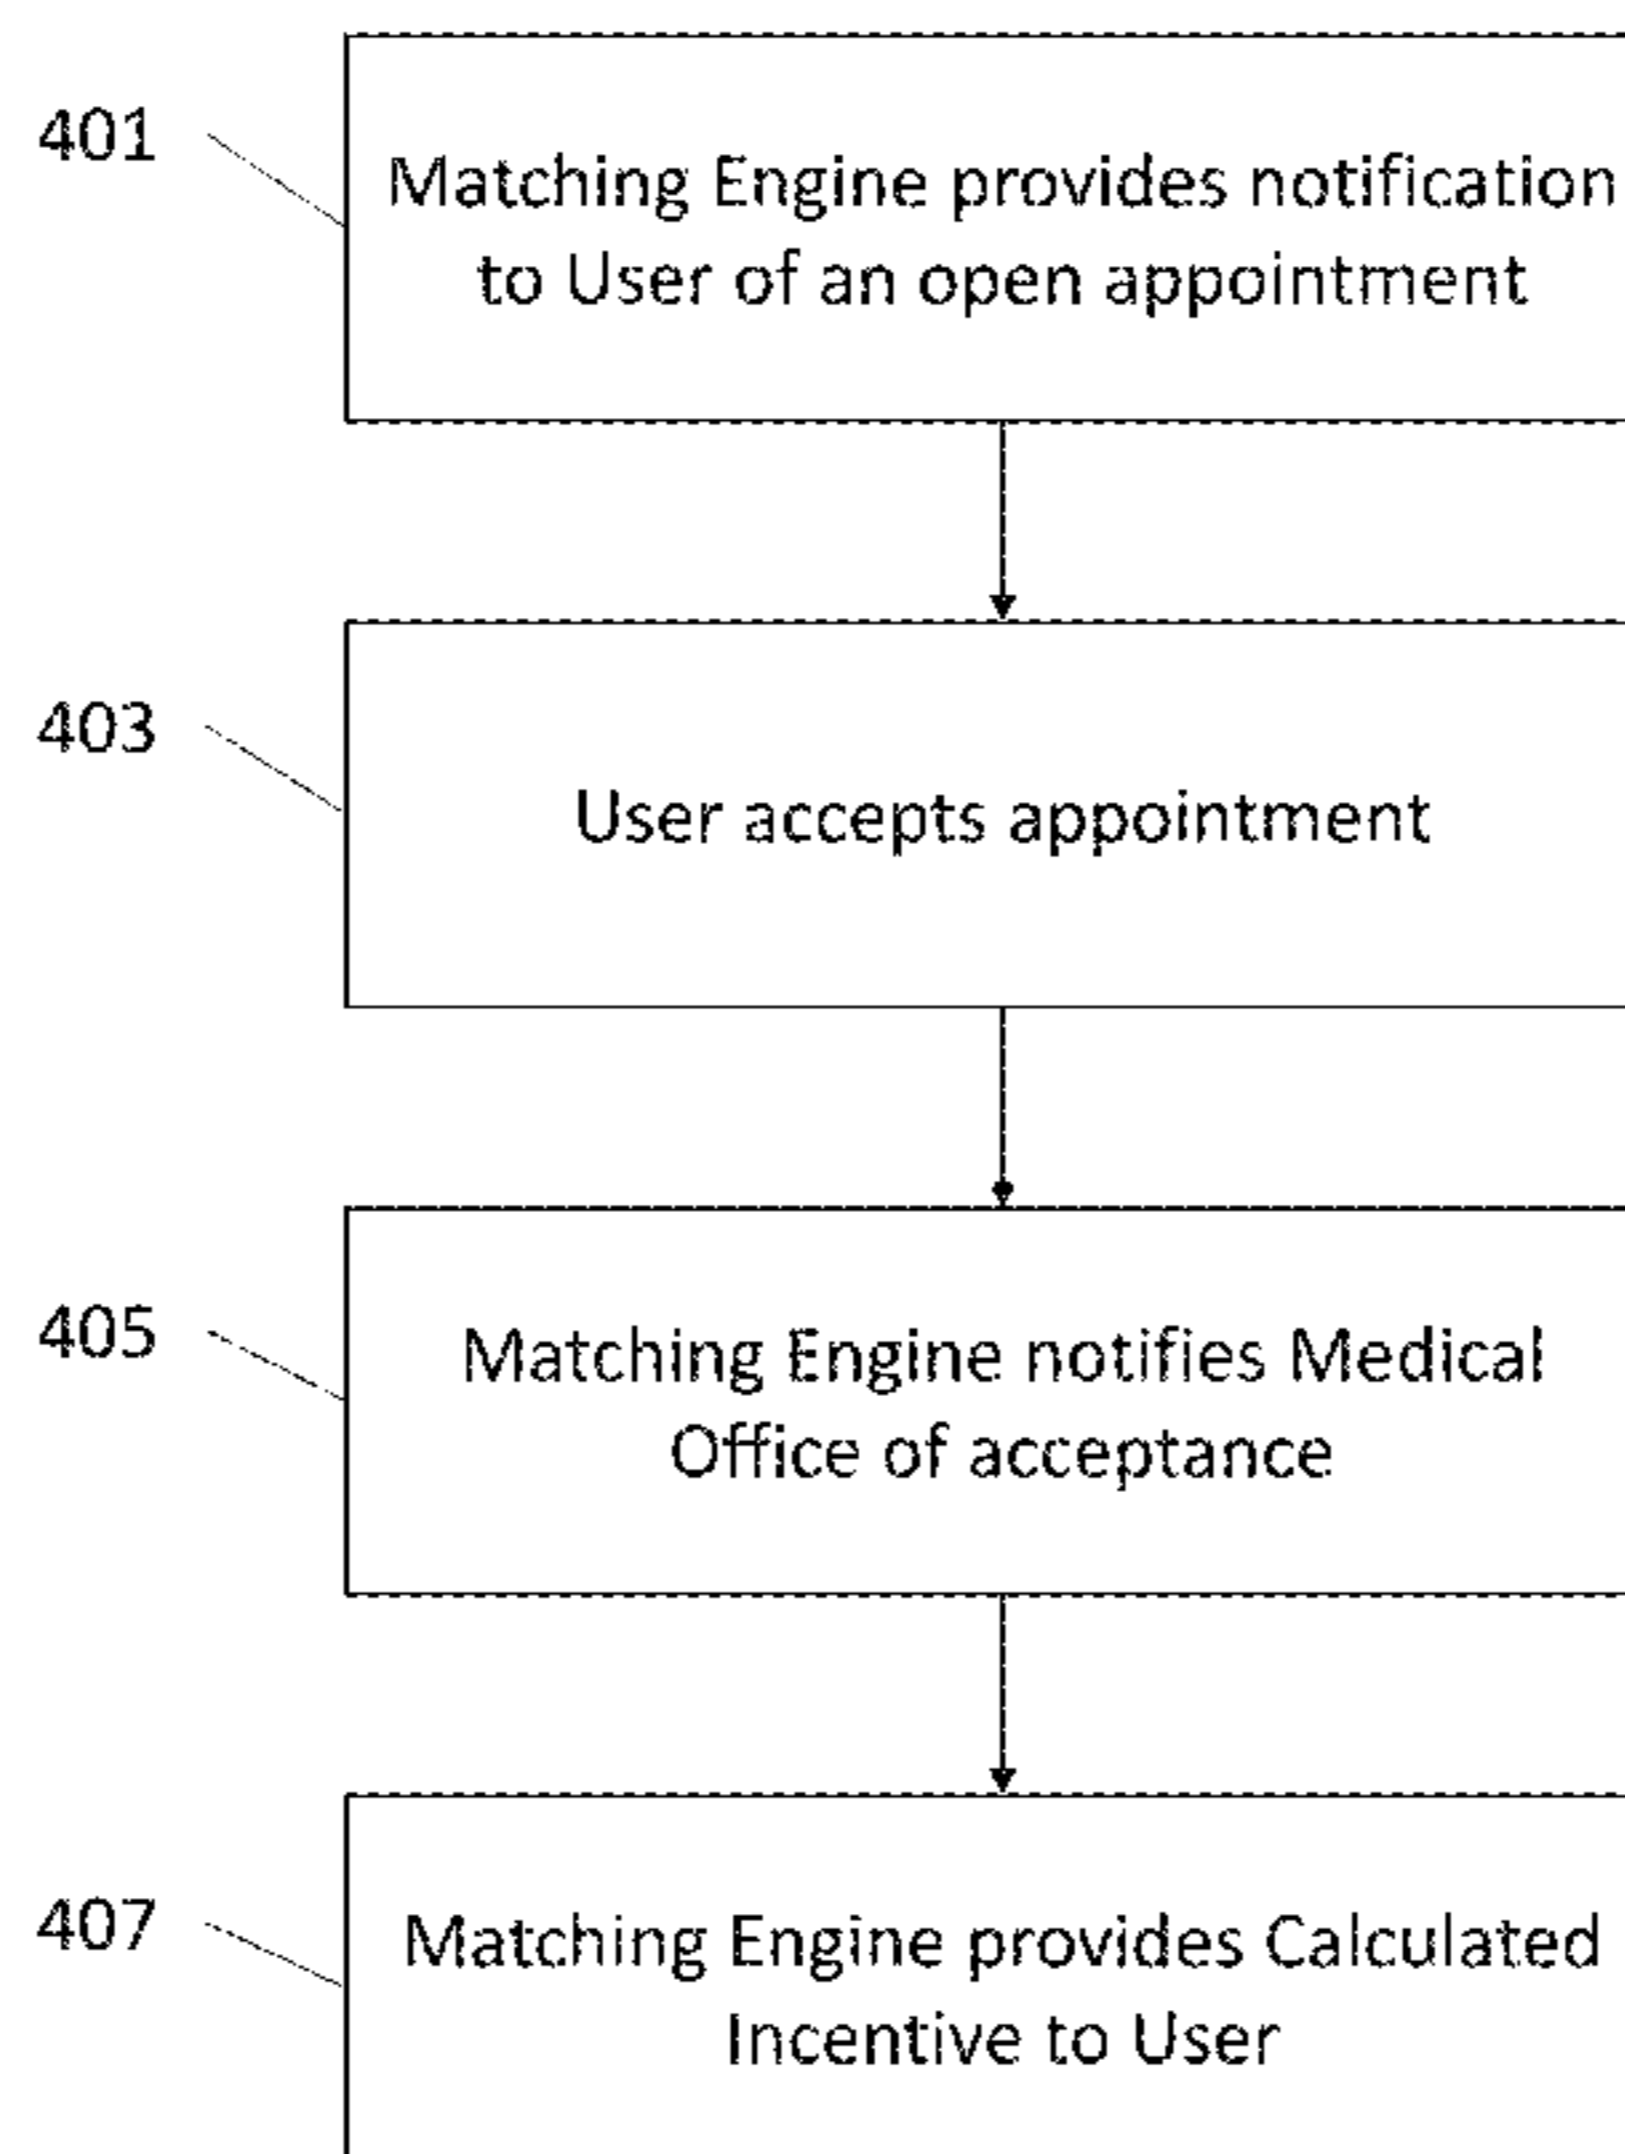 401
Matching Engine provides notification
to User of an open appointment
403
User accepts appointment
405
Matching Engine notifies Medical
Office of acceptance
407
Matching Engine provides Calculated
Incentive to User